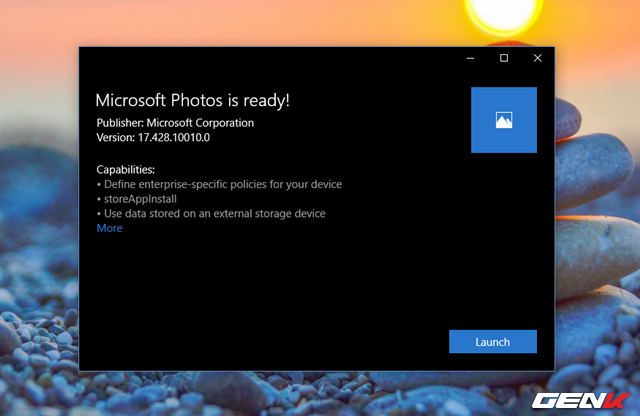 Microsoft Photos is ready!
Publisher: Microsoft Corporation
Version: 17.428.10010.0
Capabilities:
• Define enterprise-specific policies for your device
• storeAppInstall
• Use data stored on an external storage device
More
Launch
GENK